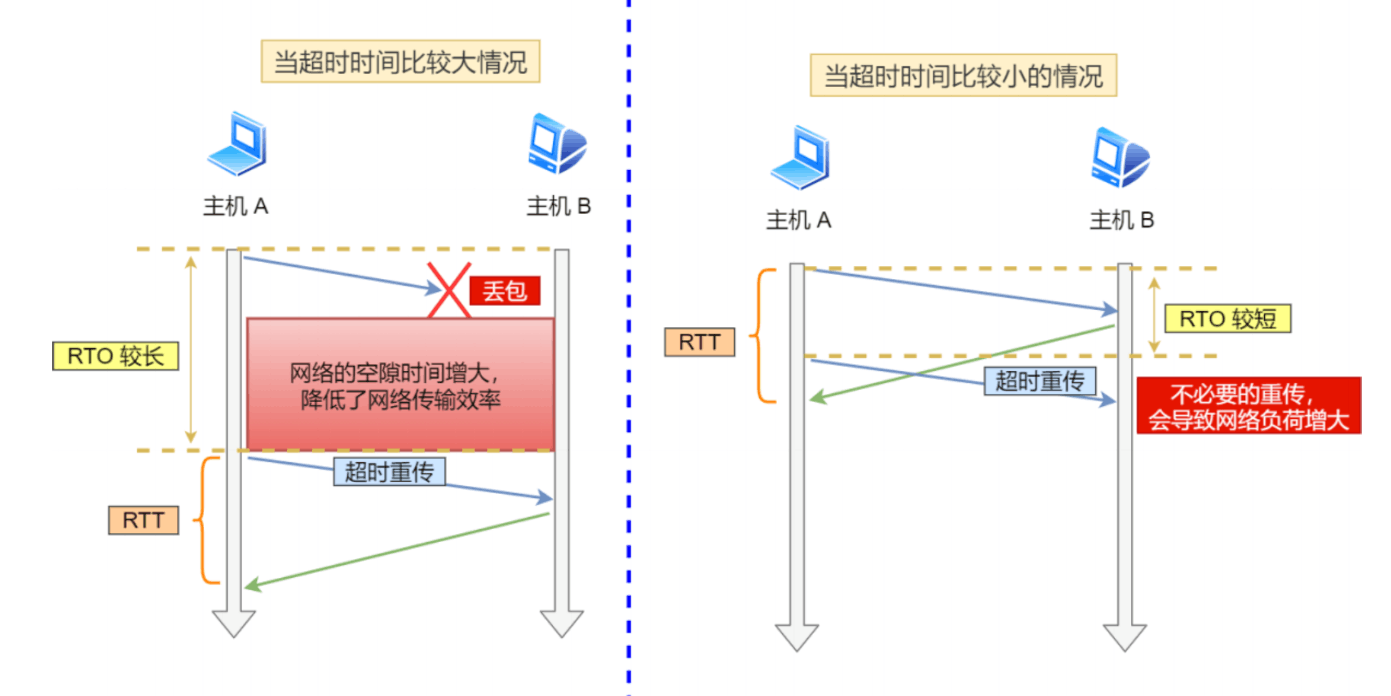 当超时时间比较大情况
主机 A
主机 B
丢包
RTO 较长
网络的空隙时间增大，
降低了网络传输效率
超时重传
RTT
当超时时间比较小的情况
主机 A
主机 B
RTT
RTO 较短
超时重传
不必要的重传，
会导致网络负荷增大